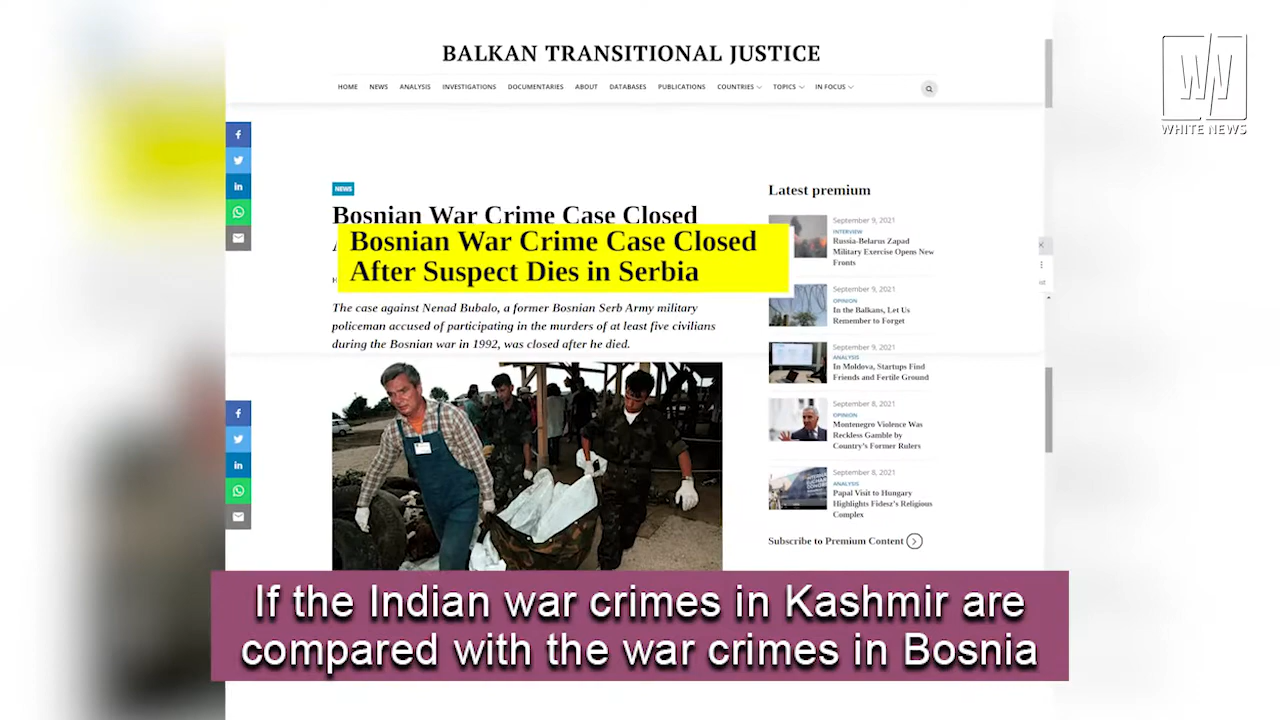 BALKAN TRANSITIONAL JUSTICE
HOME NEWS ANALYSIS INVESTIGATIONS DOCUMENTARIES ABOUT DATABASES PUBLICATIONS COUNTRIES TOPICS IN FOCUS
WHITE NEWS
NEWS
Bosnian War Crime Case Closed
Bosnian War Crime Case Closed
After Suspect Dies in Serbia
The case against Nenad Bubalo, a former Bosnian Serb Army military
policeman accused of participating in the murders of at least five civilians
during the Bosnian war in 1992, was closed after he died.
Latest premium
September 9, 2021
INTERVIEW
Russia-Belarus Zapad
Military Exercise Opens New
Fronts
September 9, 2021
OPINION
In the Balkans, Let Us
Remember to Forget
September 9, 2021
ANALYSIS
In Moldova, Startups Find
Friends and Fertile Ground
September 8, 2021
OPINION
Montenegro Violence Was
Reckless Gamble by
Country's Former Rulers
September 8, 2021
ANALYSIS
Papal Visit to Hungary
Highlights Fidesz's Religious
Complex
Subscribe to Premium Content
If the Indian war crimes in Kashmir are
compared with the war crimes in Bosnia